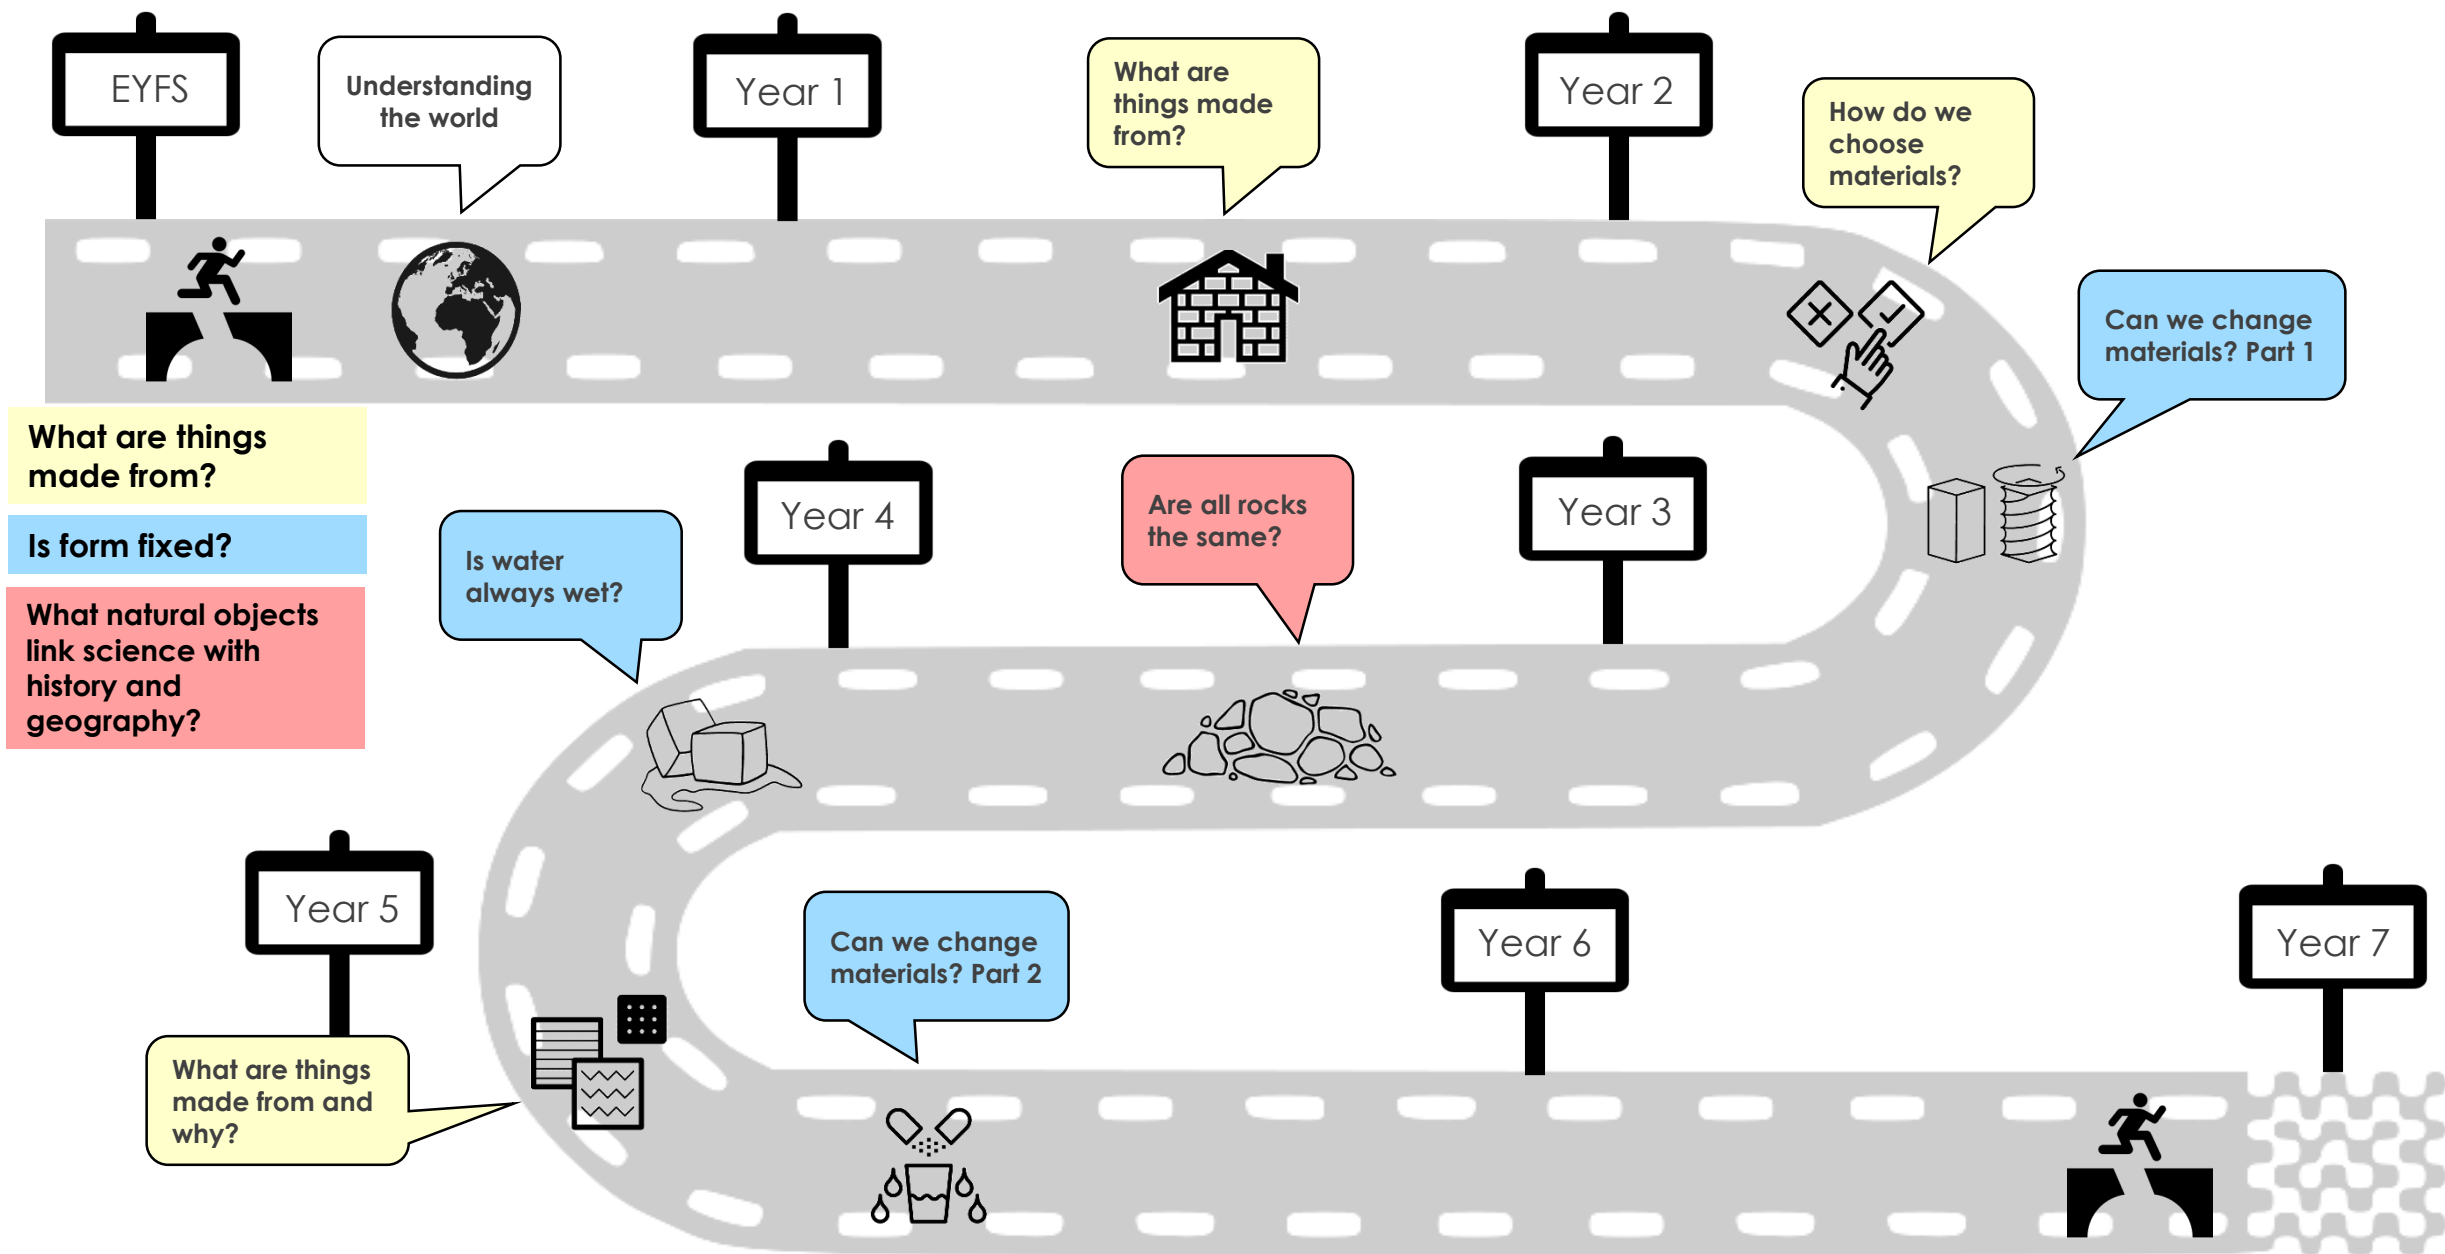 EYFS
Understanding
the world
Year 1
What are
things made
from?
Year 2
How do we
choose
materials?
Can we change
materials? Part 1
What are things
made from?
Is form fixed?
What natural objects
link science with
history and
geography?
Year 3
Are all rocks
the same?
Year 4
Is water
always wet?
Year 5
What are things
made from and
why?
Can we change
materials? Part 2
Year 6
Year 7